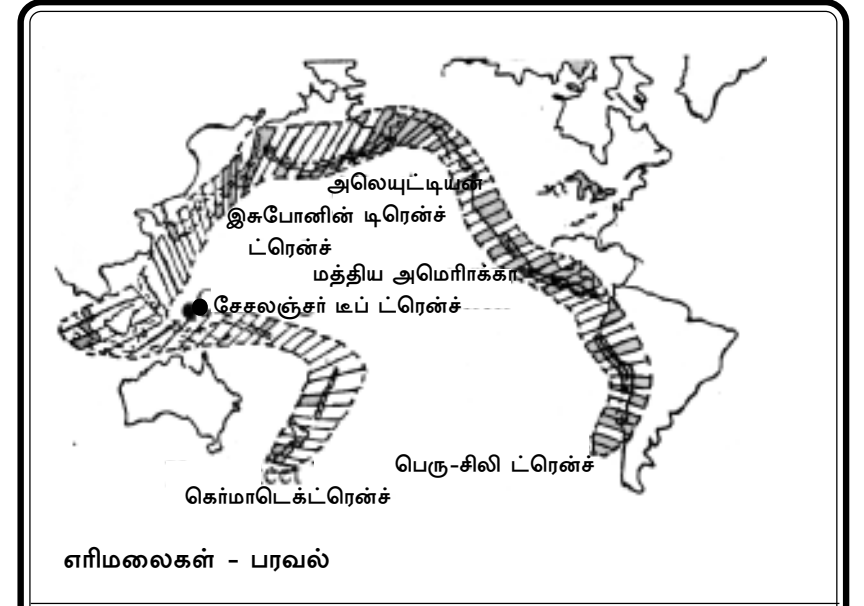 அலெயுட்டியன்
இசுபோனின் டிரென்ச்
ட்ரென்ச்
மத்திய அமெரிாக்கா
சேசலஞ்சர் டீப் ட்ரென்ச்
பெரு-சிலி ட்ரென்ச்
கெர்மாடெக்ட்ரென்ச்
எரிமலைகள் - பரவல்